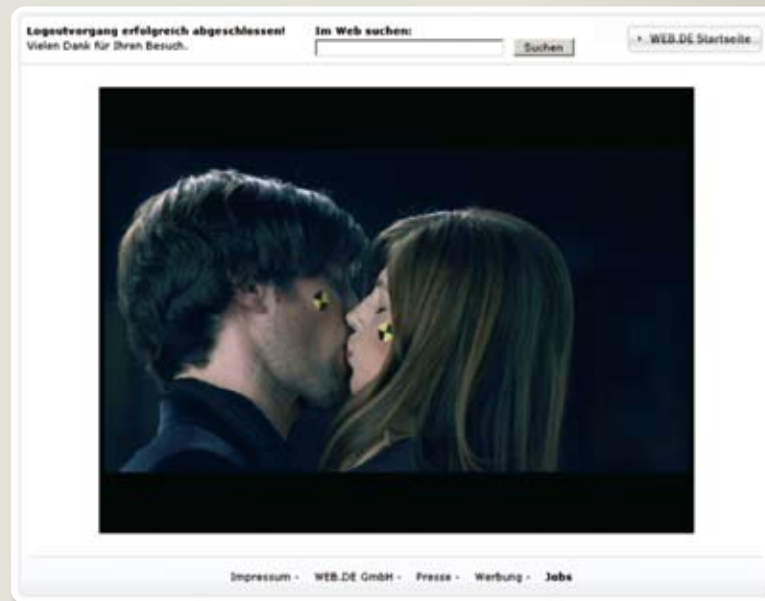 Logoutvorgang erfolgreich abgeschlossen!
Vielen Dank für Ihren Besuch.
Im Web suchen:
Suchen
WEB.DE Startseite
Impressum - WEB.DE GmbH - Presse - Werbung - Jobs